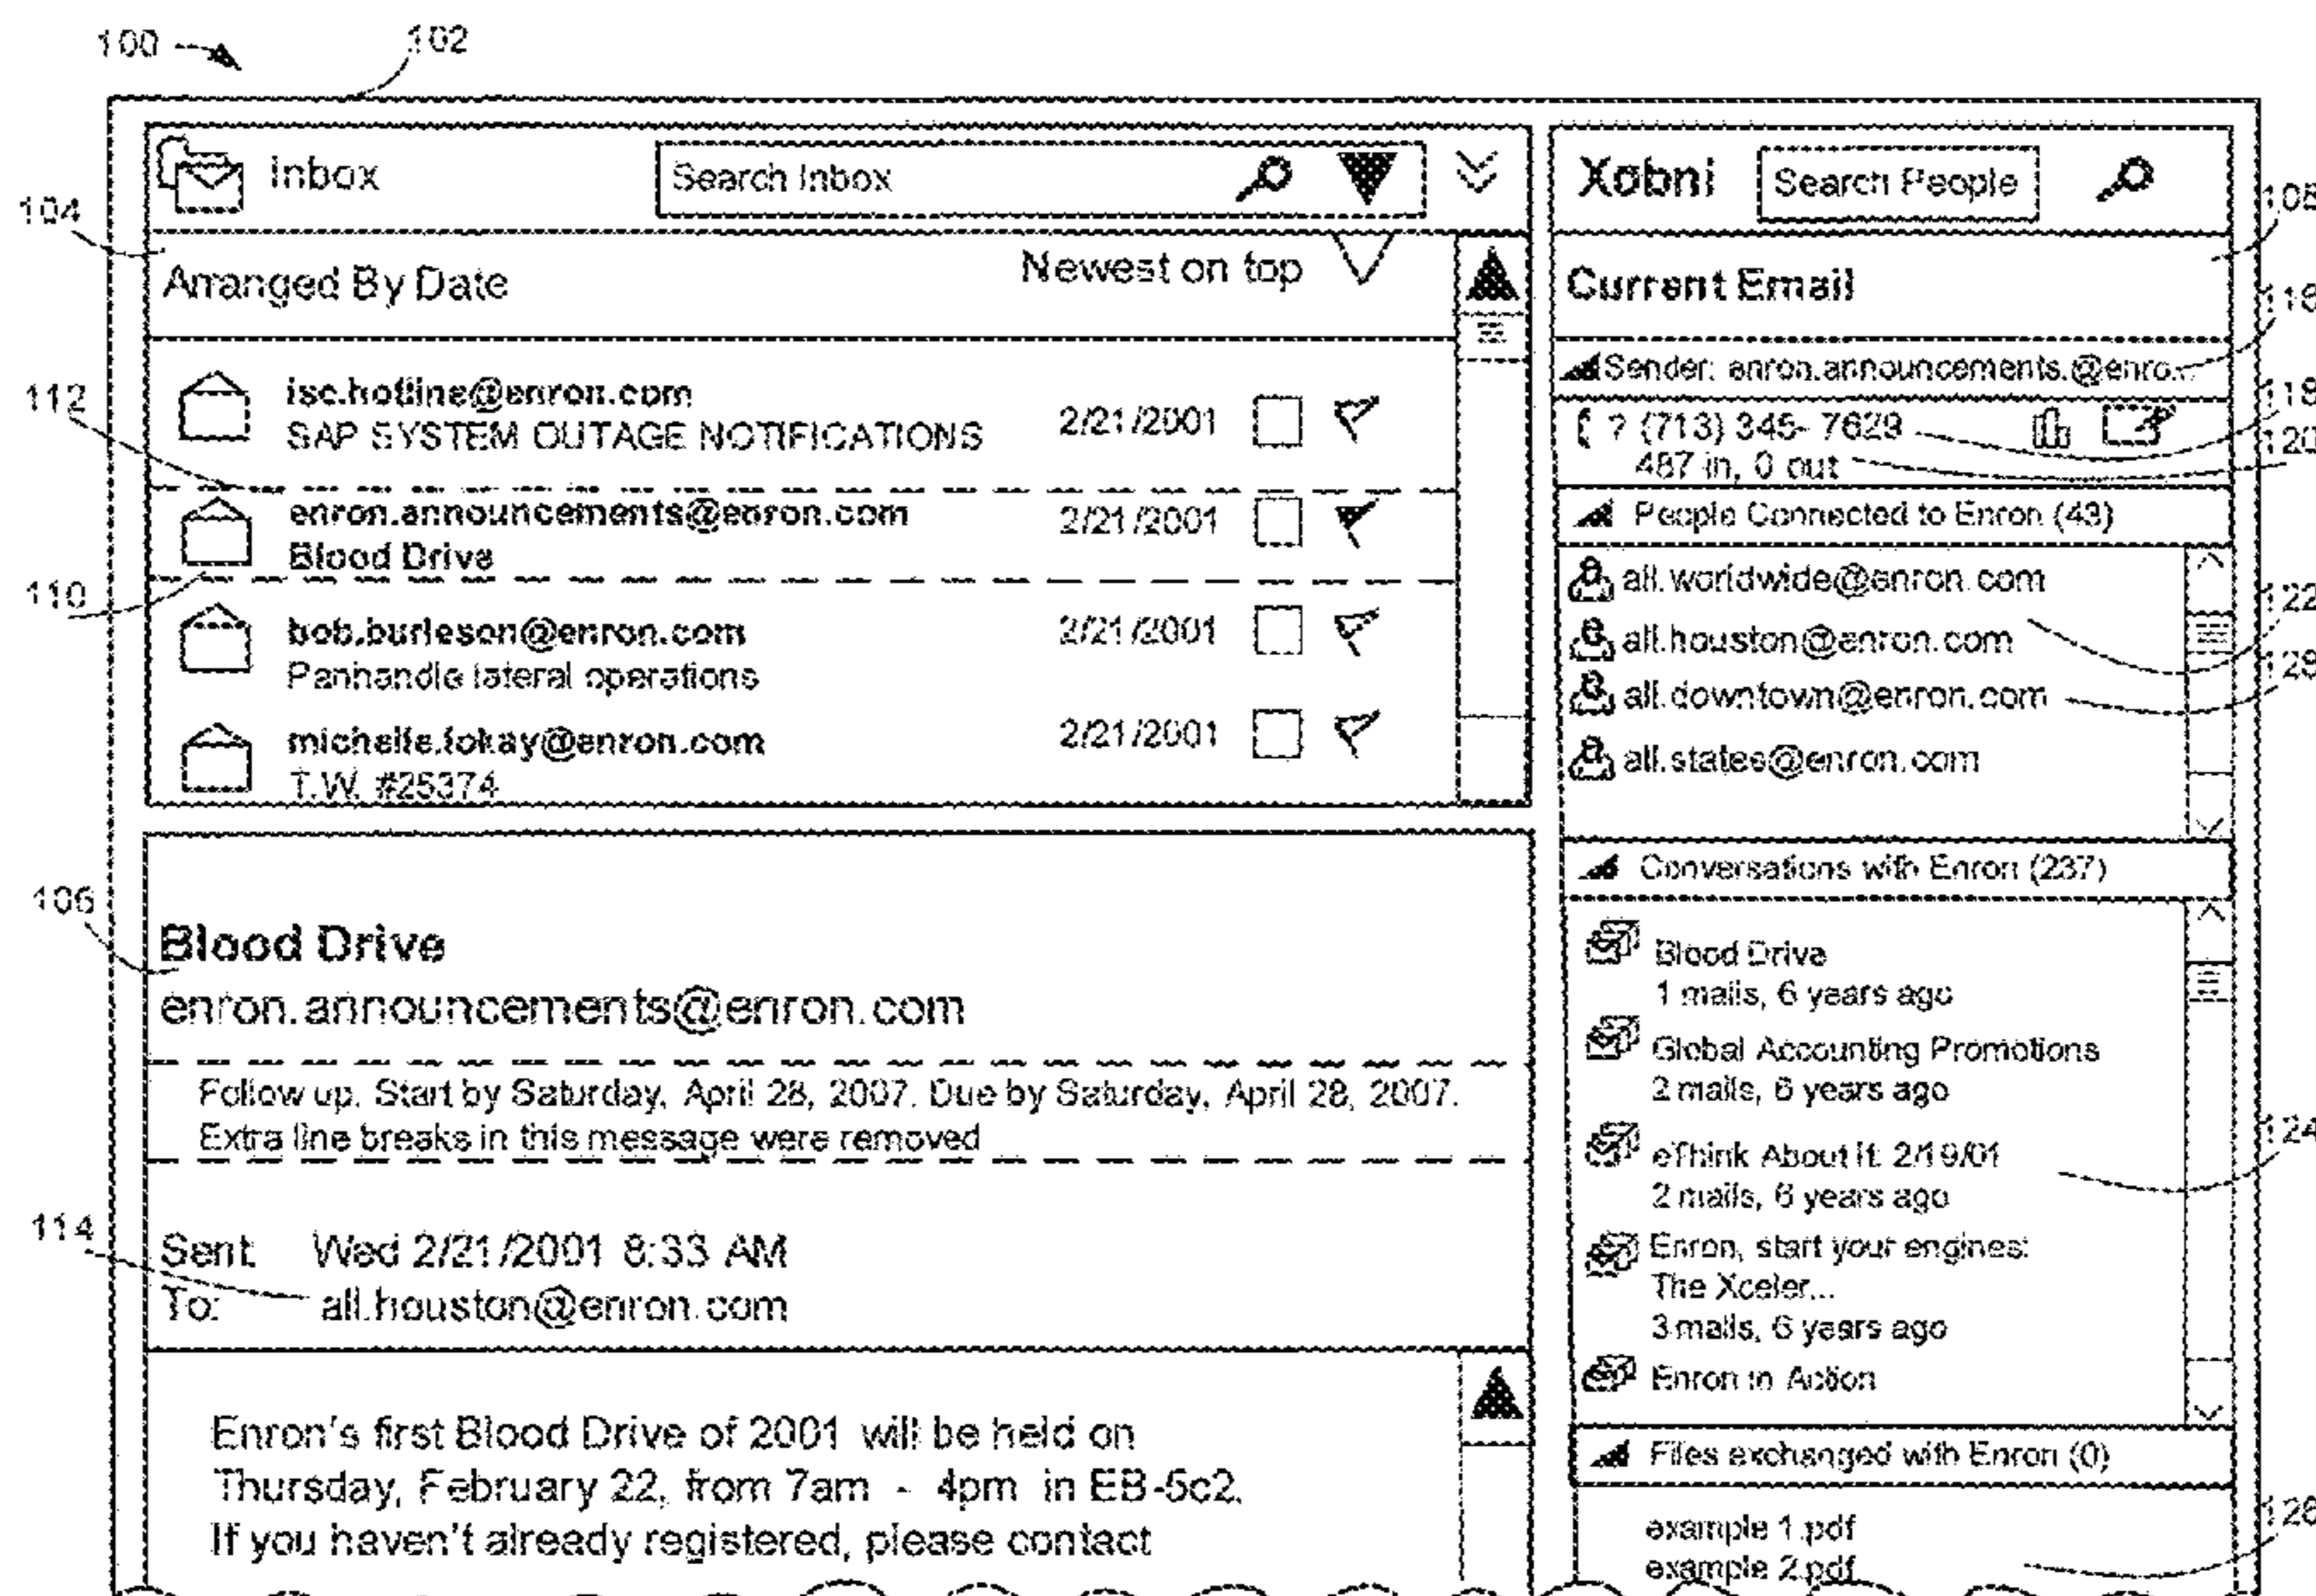 100
102
Inbox
Search Inbox
104
Arranged By Date
Newest on top
112
isc.hotline@enron.com
2/21/2001
SAP SYSTEM OUTAGE NOTIFICATIONS
enron.announcements@enron.com
2/21/2001
Blood Drive
110
bob.burleson@enron.com
2/21/2001
Panhandle lateral operations
michelle.lokay@enron.com
2/21/2001
T.W. #25374
106
Blood Drive
enron.announcements@enron.com
Follow up. Start by Saturday, April 28, 2007. Due by Saturday, April 28, 2007.
Extra line breaks in this message were removed
114
Sent: Wed 2/21/2001 8:33 AM
To: all.houston@enron.com
Enron's first Blood Drive of 2001 will be held on
Thursday, February 22, from 7am - 4pm in EB-5c2.
If you haven't already registered, please contact
Xobni
Search People
Current Email
116
Sender: enron.announcements.@enro...
118
? (713) 345-7629
120
487 in, 0 out
People Connected to Enron (43)
all.worldwide@enron.com
122
all.houston@enron.com
128
all.downtown@enron.com
all.states@enron.com
Conversations with Enron (237)
Blood Drive
1 mails, 6 years ago
Global Accounting Promotions
2 mails, 6 years ago
124
eThink About It: 2/19/01
2 mails, 6 years ago
Enron, start your engines:
The Xceler...
3 mails, 6 years ago
Enron in Action
Files exchanged with Enron (0)
126
example 1.pdf
example 2.pdf